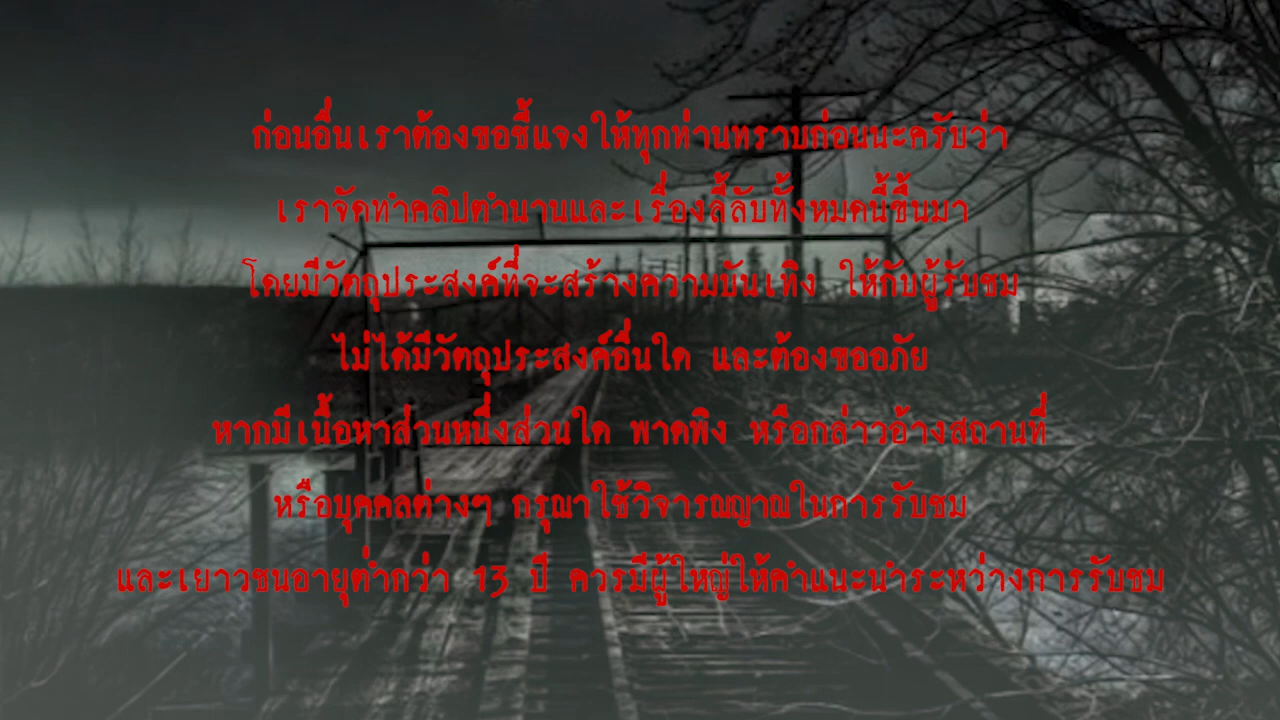 ก่อนอื่นเราต้องขอชี้แจงให้ทุกท่านทราบก่อนนะครับว่า
เราจัดทำคลิปตำนานและเรื่องลี้ลับทั้งหมดนี้ขึ้นมา
โดยมีวัตถุประสงค์ที่จะสร้างความบันเทิง ให้กับผู้รับชม
ไม่ได้มีวัตถุประสงค์อื่นใด และต้องขออภัย
หากมีเนื้อหาส่วนหนึ่งส่วนใด พาดพิง หรือกล่าวอ้างสถานที่
หรือบุคคลต่างๆ กรุณาใช้วิจารณญาณในการรับชม
และเยาวชนอายุต่ำกว่า 13 ปี ควรมีผู้ใหญ่ให้คำแนะนำระหว่างการรับชม